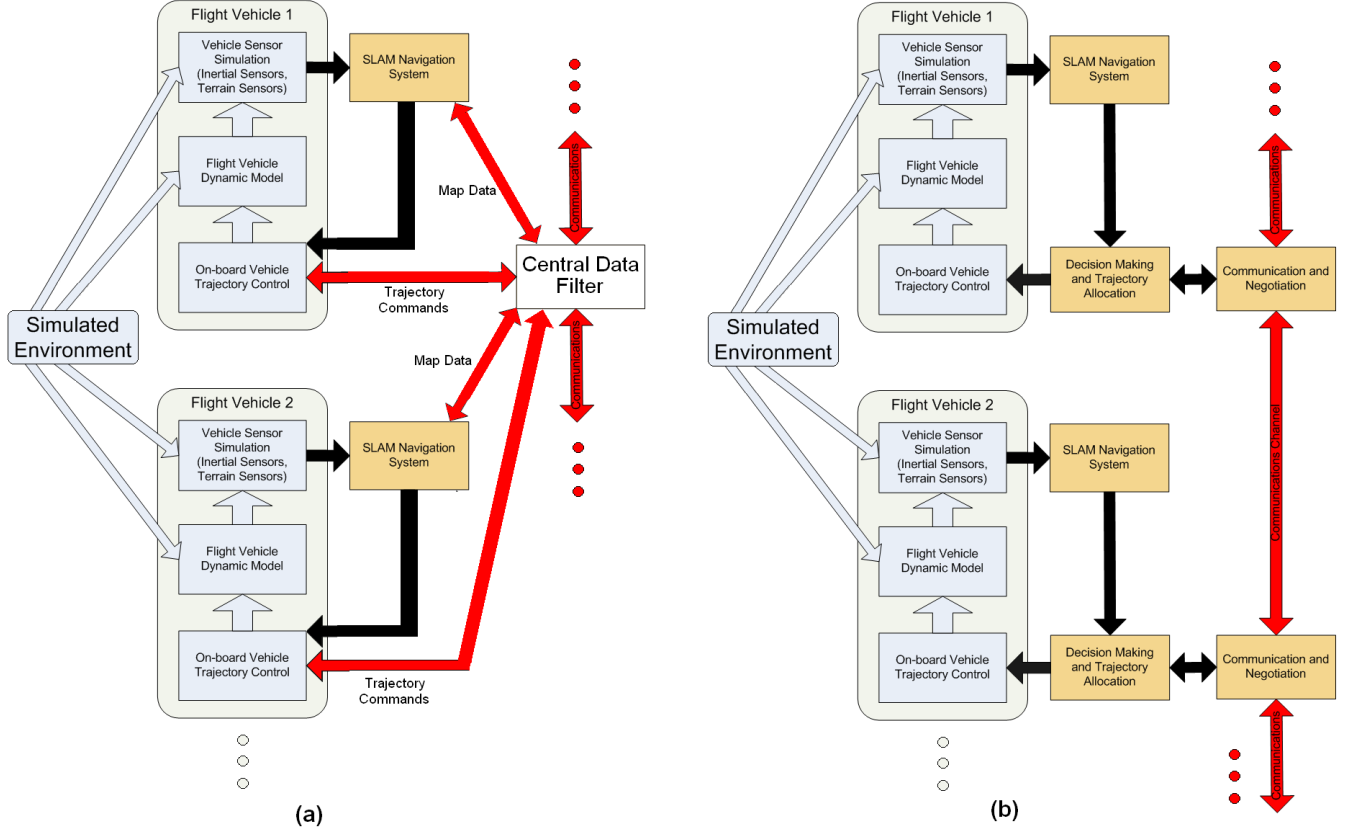 Flight Vehicle 1
Vehicle Sensor
Simulation
(Inertial Sensors,
Terrain Sensors)
SLAM Navigation
System
Flight Vehicle
Dynamic Model
Map Data
Communications
On-board Vehicle
Trajectory Control
Central Data
Filter
Trajectory
Commands
Simulated
Environment
Map Data
Communications
Flight Vehicle 2
Vehicle Sensor
Simulation
(Inertial Sensors,
Terrain Sensors)
SLAM Navigation
System
Flight Vehicle
Dynamic Model
On-board Vehicle
Trajectory Control
Trajectory
Commands
(a)
Flight Vehicle 1
Vehicle Sensor
Simulation
(Inertial Sensors,
Terrain Sensors)
SLAM Navigation
System
Flight Vehicle
Dynamic Model
Communications
On-board Vehicle
Trajectory Control
Decision Making
and Trajectory
Allocation
Communication and
Negotiation
Simulated
Environment
Communications Channel
Flight Vehicle 2
Vehicle Sensor
Simulation
(Inertial Sensors,
Terrain Sensors)
SLAM Navigation
System
Flight Vehicle
Dynamic Model
On-board Vehicle
Trajectory Control
Decision Making
and Trajectory
Allocation
Communication and
Negotiation
Communications
(b)